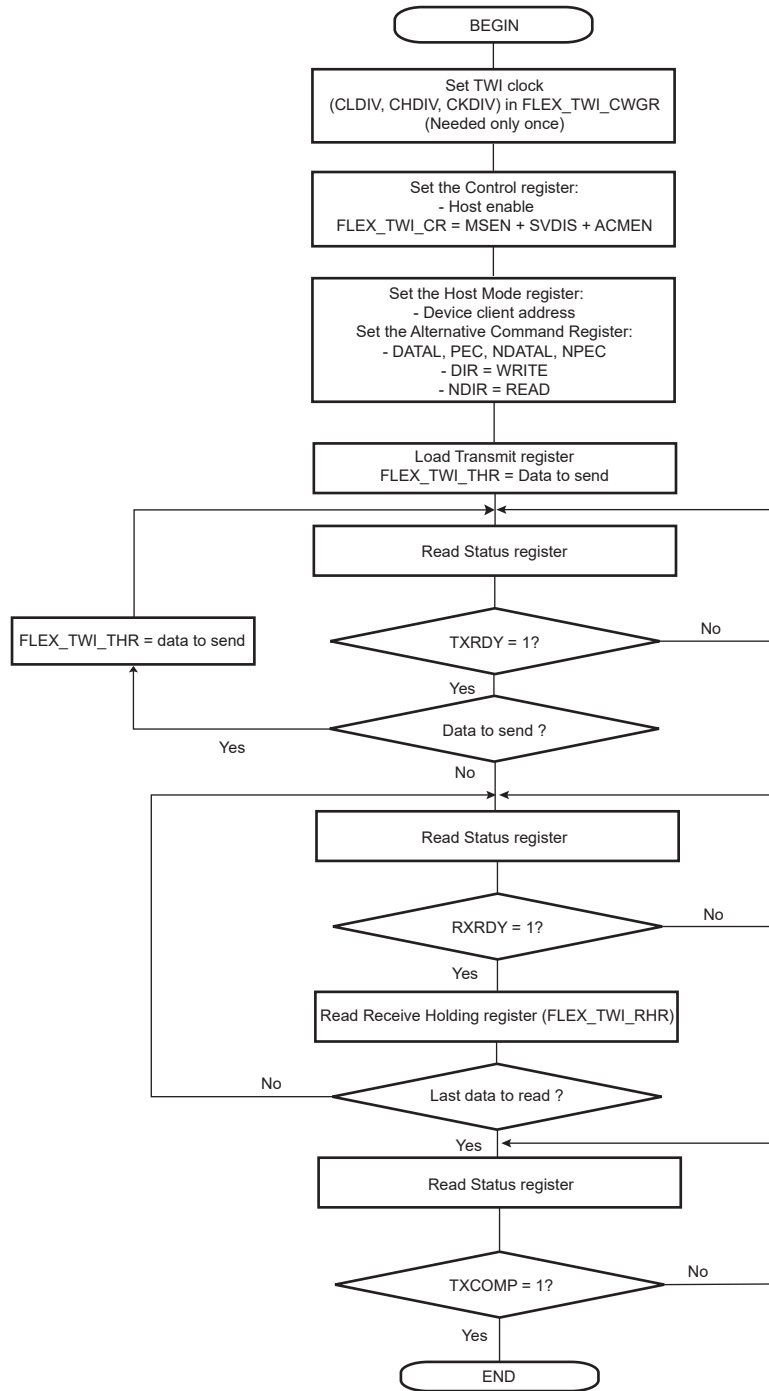 BEGIN
Set TWI clock
(CLDIV, CHDIV, CKDIV) in FLEX_TWI_CWGR
(Needed only once)
Set the Control register:
- Host enable
FLEX_TWI_CR = MSEN + SVDIS + ACMEN
Set the Host Mode register:
- Device client address
Set the Alternative Command Register:
- DATAL, PEC, NDATAL, NPEC
- DIR = WRITE
- NDIR = READ
Load Transmit register
FLEX_TWI_THR = Data to send
Read Status register
FLEX_TWI_THR = data to send
TXRDY = 1?
No
Yes
Data to send ?
Yes
No
Read Status register
RXRDY = 1?
No
Yes
Read Receive Holding register (FLEX_TWI_RHR)
No
Last data to read ?
Yes
Read Status register
TXCOMP = 1?
No
Yes
END